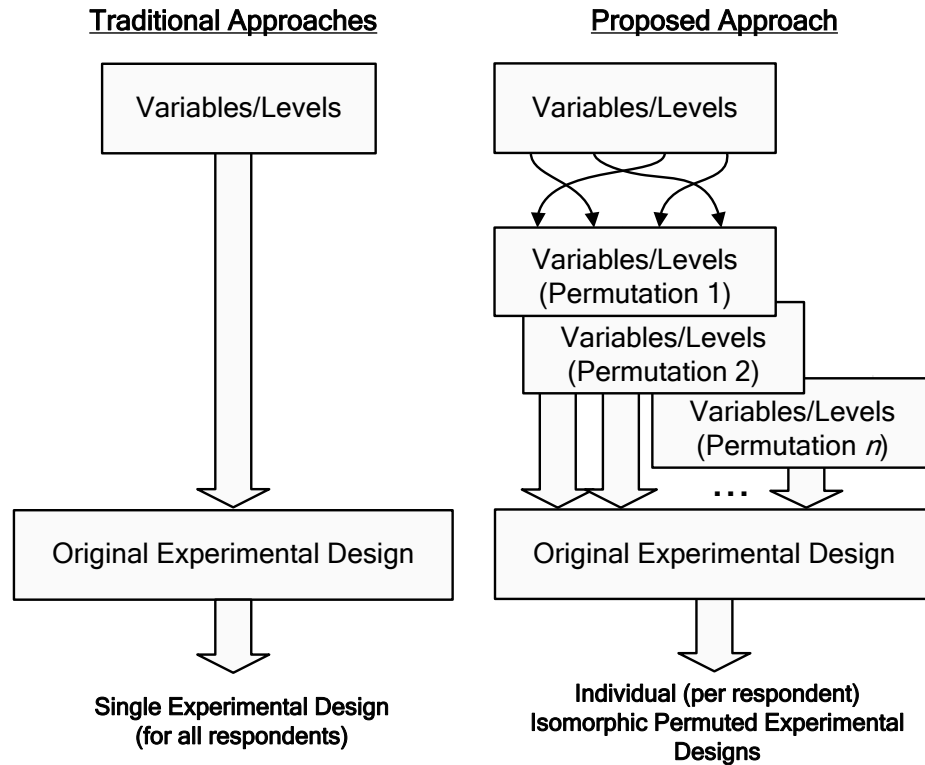 Traditional Approaches
Variables/Levels
Original Experimental Design
Single Experimental Design
(for all respondents)
Proposed Approach
Variables/Levels
Variables/Levels
(Permutation 1)
Variables/Levels
(Permutation 2)
Variables/Levels
(Permutation n)
...
Original Experimental Design
Individual (per respondent)
Isomorphic Permuted Experimental
Designs